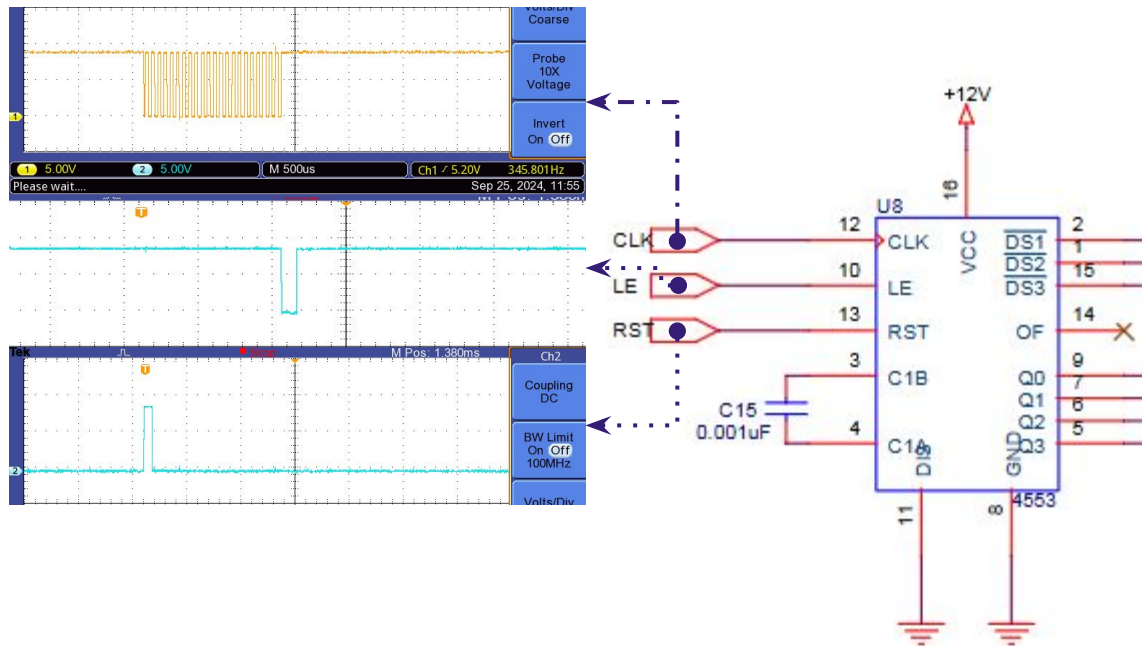 Volts/Div
Coarse
Probe
10X
Voltage
Invert
On Off
1
1 5.00V 2 5.00V M 500us Ch1 5.20V 345.801Hz
Please wait.... Sep 25, 2024, 11:55
T
Tek M Pos: 1.380ms Ch2
T
Coupling
DC
BW Limit
On Off
100MHz
2
Volts/Div
+12V
16
U8
CLK 12 CLK VCC DS1 2
DS2 1
LE 10 LE DS3 15
RST 13 RST OF 14
3 C1B Q0 9
Q1 7
C15
0.001uF
Q2 6
4 C1A Q3 5
DIS GND
4553
11 8